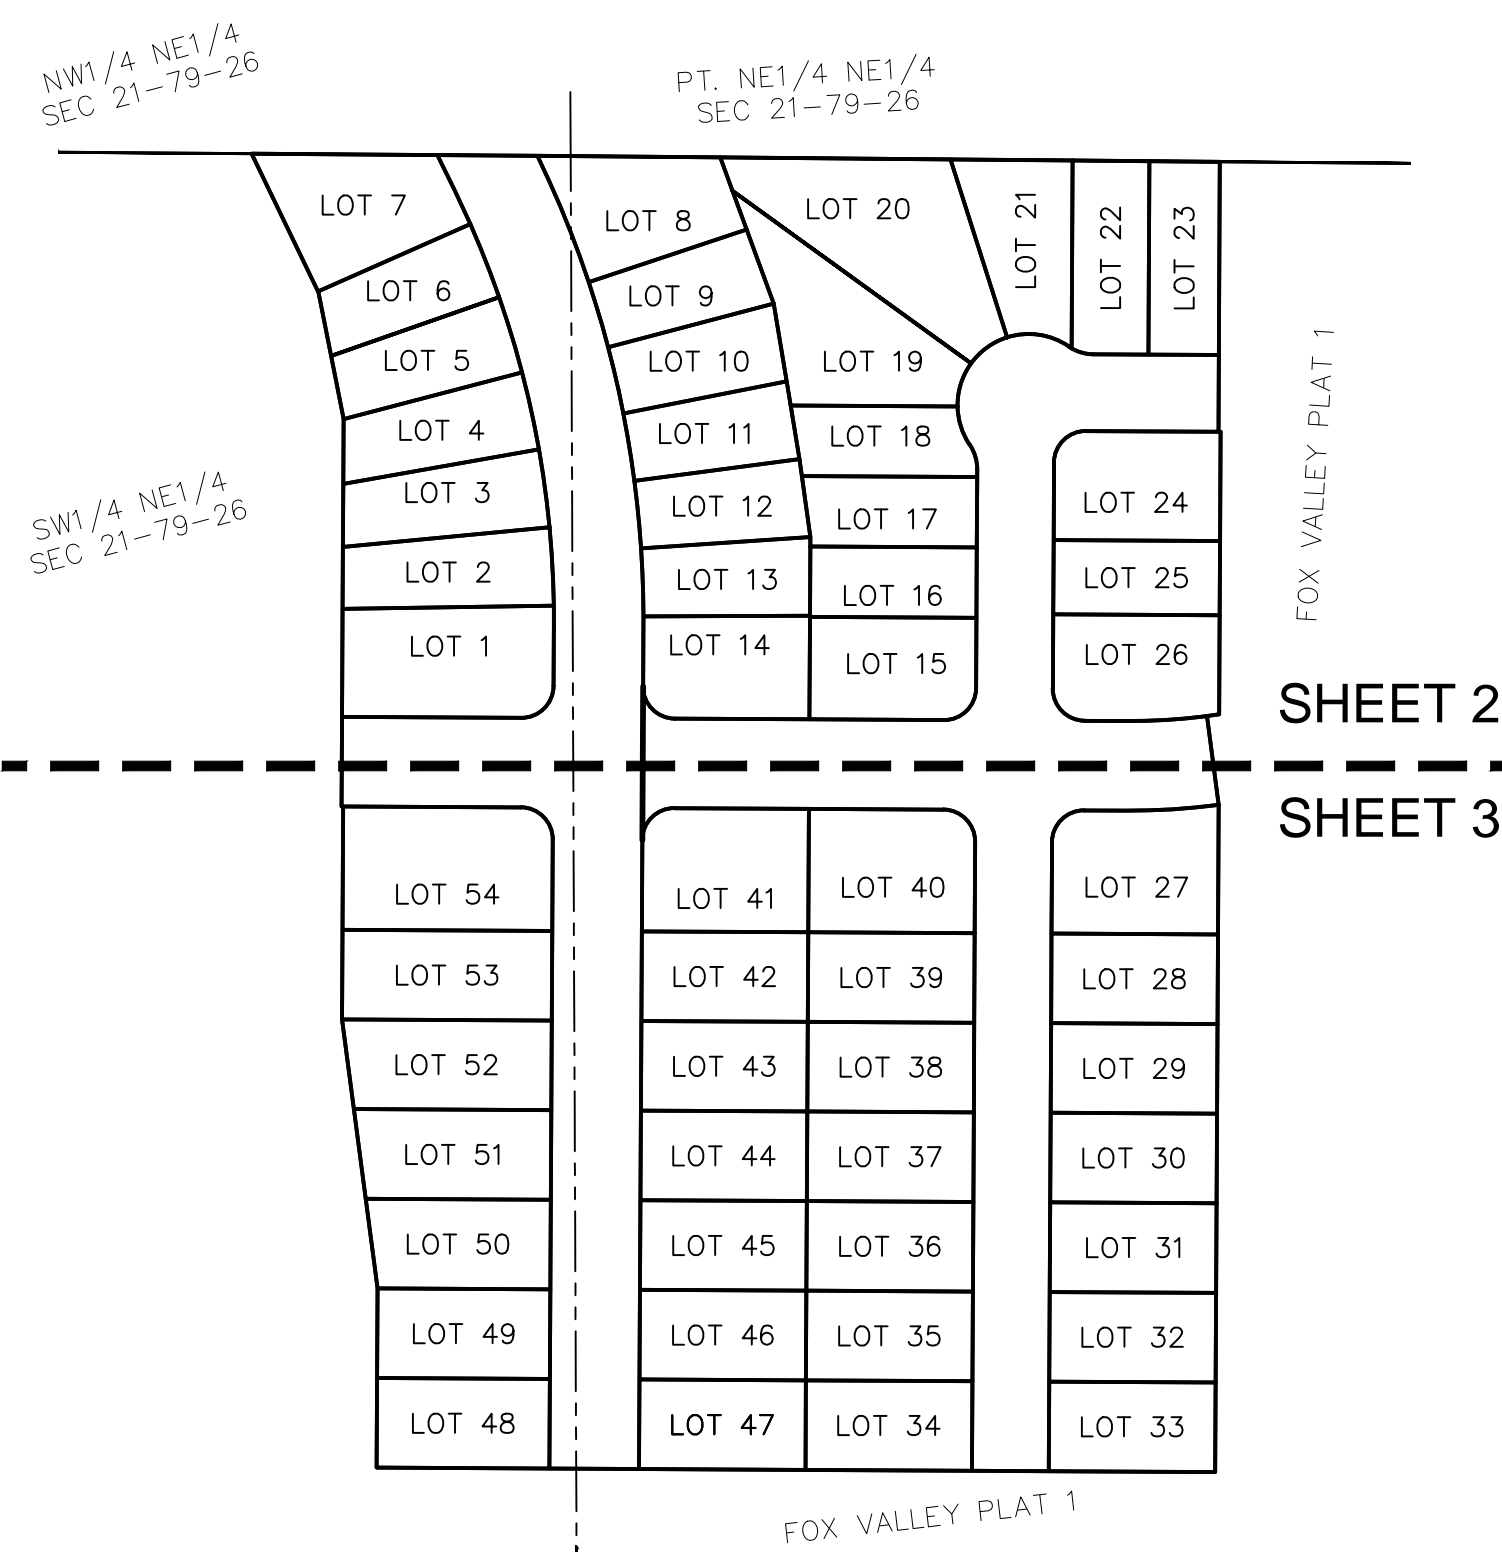 NW1/4 NE1/4
SEC 21-79-26
PT. NE1/4 NE1/4
SEC 21-79-26
LOT 7
LOT 8
LOT 20
LOT 21
LOT 22
LOT 23
LOT 6
LOT 9
LOT 5
LOT 10
LOT 19
LOT 4
LOT 11
LOT 18
FOX VALLEY PLAT 1
SW1/4 NE1/4
SEC 21-79-26
LOT 3
LOT 12
LOT 17
LOT 24
LOT 2
LOT 13
LOT 16
LOT 25
LOT 1
LOT 14
LOT 15
LOT 26
SHEET 2
SHEET 3
LOT 54
LOT 41
LOT 40
LOT 27
LOT 53
LOT 42
LOT 39
LOT 28
LOT 52
LOT 43
LOT 38
LOT 29
LOT 51
LOT 44
LOT 37
LOT 30
LOT 50
LOT 45
LOT 36
LOT 31
LOT 49
LOT 46
LOT 35
LOT 32
LOT 48
LOT 47
LOT 34
LOT 33
FOX VALLEY PLAT 1